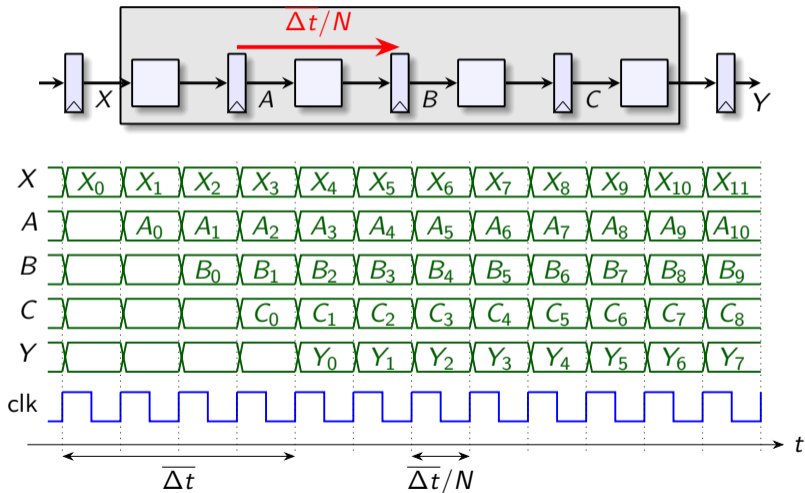 Δt/N
X A B C Y
X X₀ X₁ X₂ X₃ X₄ X₅ X₆ X₇ X₈ X₉ X₁₀ X₁₁
A A₀ A₁ A₂ A₃ A₄ A₅ A₆ A₇ A₈ A₉ A₁₀
B B₀ B₁ B₂ B₃ B₄ B₅ B₆ B₇ B₈ B₉
C C₀ C₁ C₂ C₃ C₄ C₅ C₆ C₇ C₈
Y Y₀ Y₁ Y₂ Y₃ Y₄ Y₅ Y₆ Y₇
clk
t
Δt Δt/N